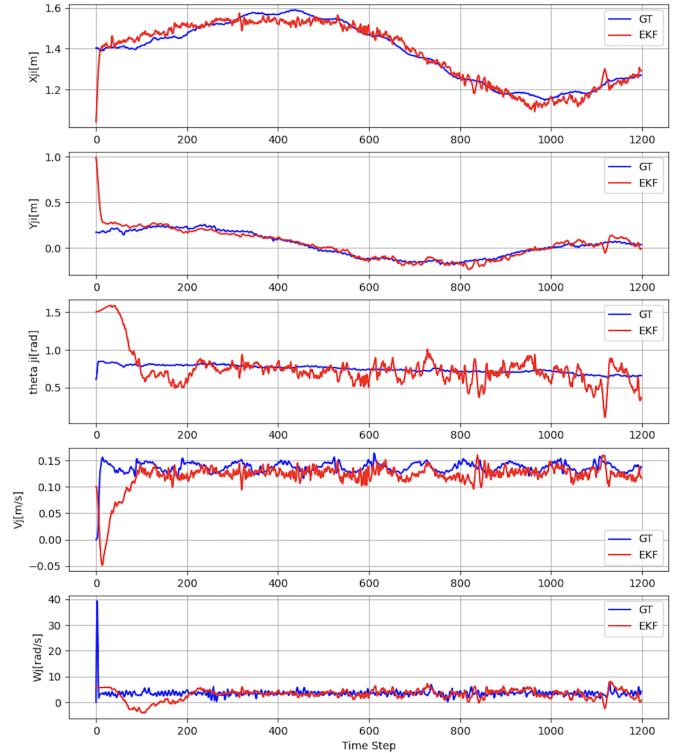 1.6
1.4
1.2
Xji[m]
GT
EKF
0 200 400 600 800 1000 1200
1.0
0.5
0.0
Yji[m]
GT
EKF
0 200 400 600 800 1000 1200
1.5
1.0
0.5
theta ji[rad]
GT
EKF
0 200 400 600 800 1000 1200
0.15
0.10
0.05
0.00
−0.05
Vj[m/s]
GT
EKF
0 200 400 600 800 1000 1200
40
30
20
10
0
Wj[rad/s]
GT
EKF
0 200 400 600 800 1000 1200
Time Step